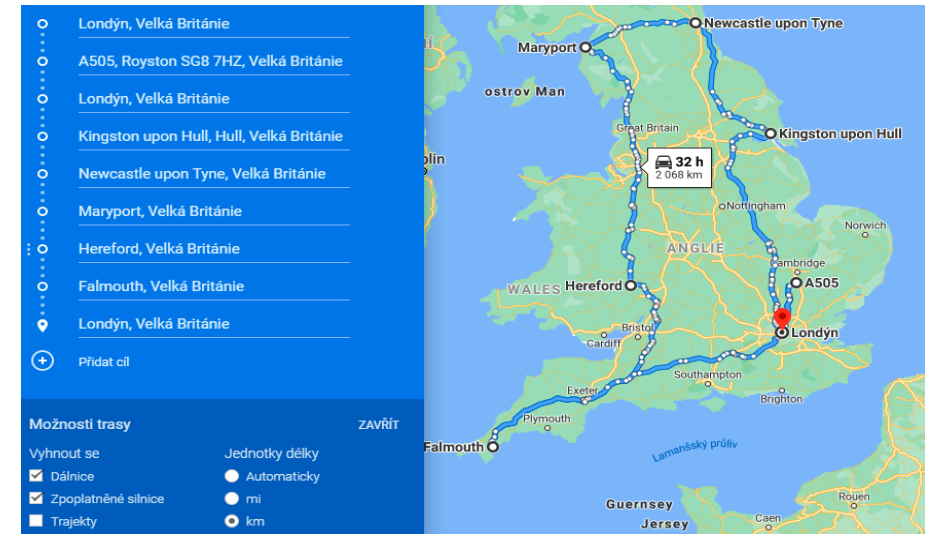 Londýn, Velká Británie
A505, Royston SG8 7HZ, Velká Británie
Londýn, Velká Británie
Kingston upon Hull, Hull, Velká Británie
Newcastle upon Tyne, Velká Británie
Maryport, Velká Británie
Hereford, Velká Británie
Falmouth, Velká Británie
Londýn, Velká Británie
Přidat cíl
Možnosti trasy
ZAVŘÍT
Vyhnout se
Jednotky délky
Dálnice
Automaticky
Zpoplatněné silnice
mi
Trajekty
km
Newcastle upon Tyne
Maryport
ostrov Man
Great Britain
Kingston upon Hull
32 h
2 068 km
Nottingham
Norwich
ANGLIE
Cambridge
WALES
Hereford
A505
Bristol
Londýn
Cardiff
Southampton
Exeter
Brighton
Plymouth
Falmouth
Lamanšský průliv
Guernsey
Rouen
Jersey
Caen